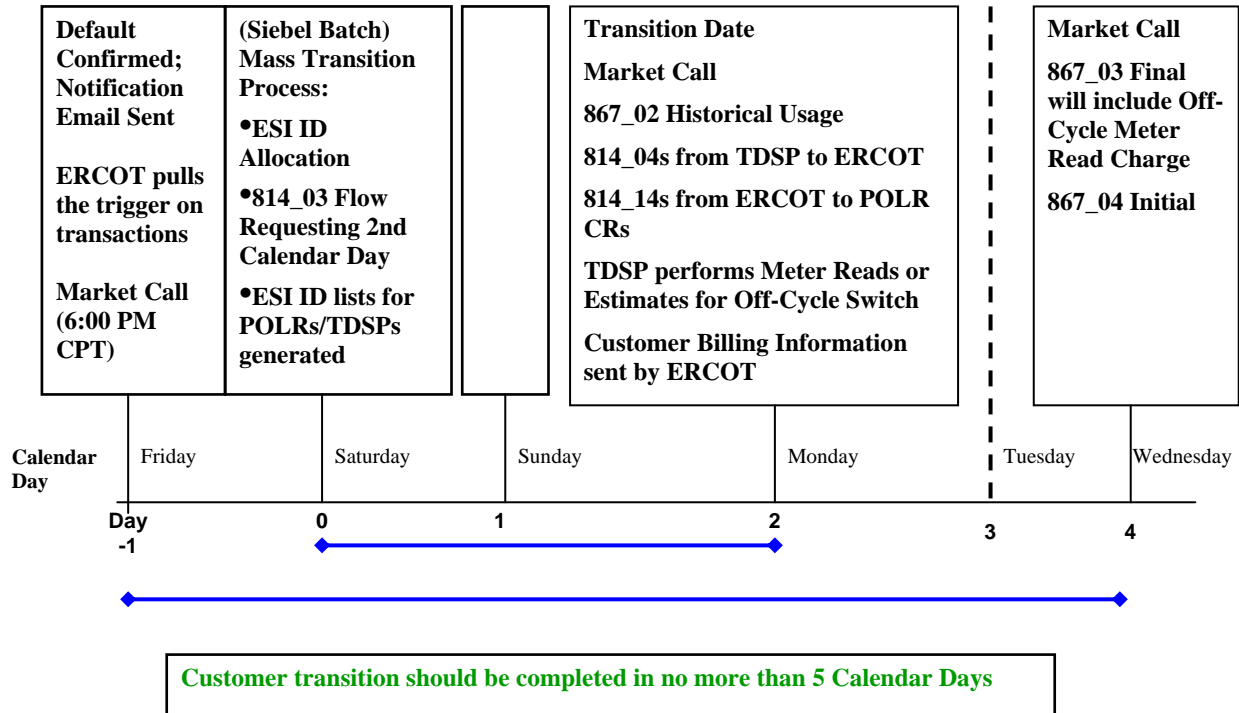 Default
Confirmed;
Notification
Email Sent
ERCOT pulls
the trigger on
transactions
Market Call
(6:00 PM
CPT)
(Siebel Batch)
Mass Transition
Process:
•ESI ID
Allocation
•814_03 Flow
Requesting 2nd
Calendar Day
•ESI ID lists for
POLRs/TDSPs
generated
Transition Date
Market Call
867_02 Historical Usage
814_04s from TDSP to ERCOT
814_14s from ERCOT to POLR
CRs
TDSP performs Meter Reads or
Estimates for Off-Cycle Switch
Customer Billing Information
sent by ERCOT
Market Call
867_03 Final
will include Off-
Cycle Meter
Read Charge
867_04 Initial
Calendar
Day
Friday
Saturday
Sunday
Monday
Tuesday
Wednesday
Day
-1
0
1
2
3
4
Customer transition should be completed in no more than 5 Calendar Days